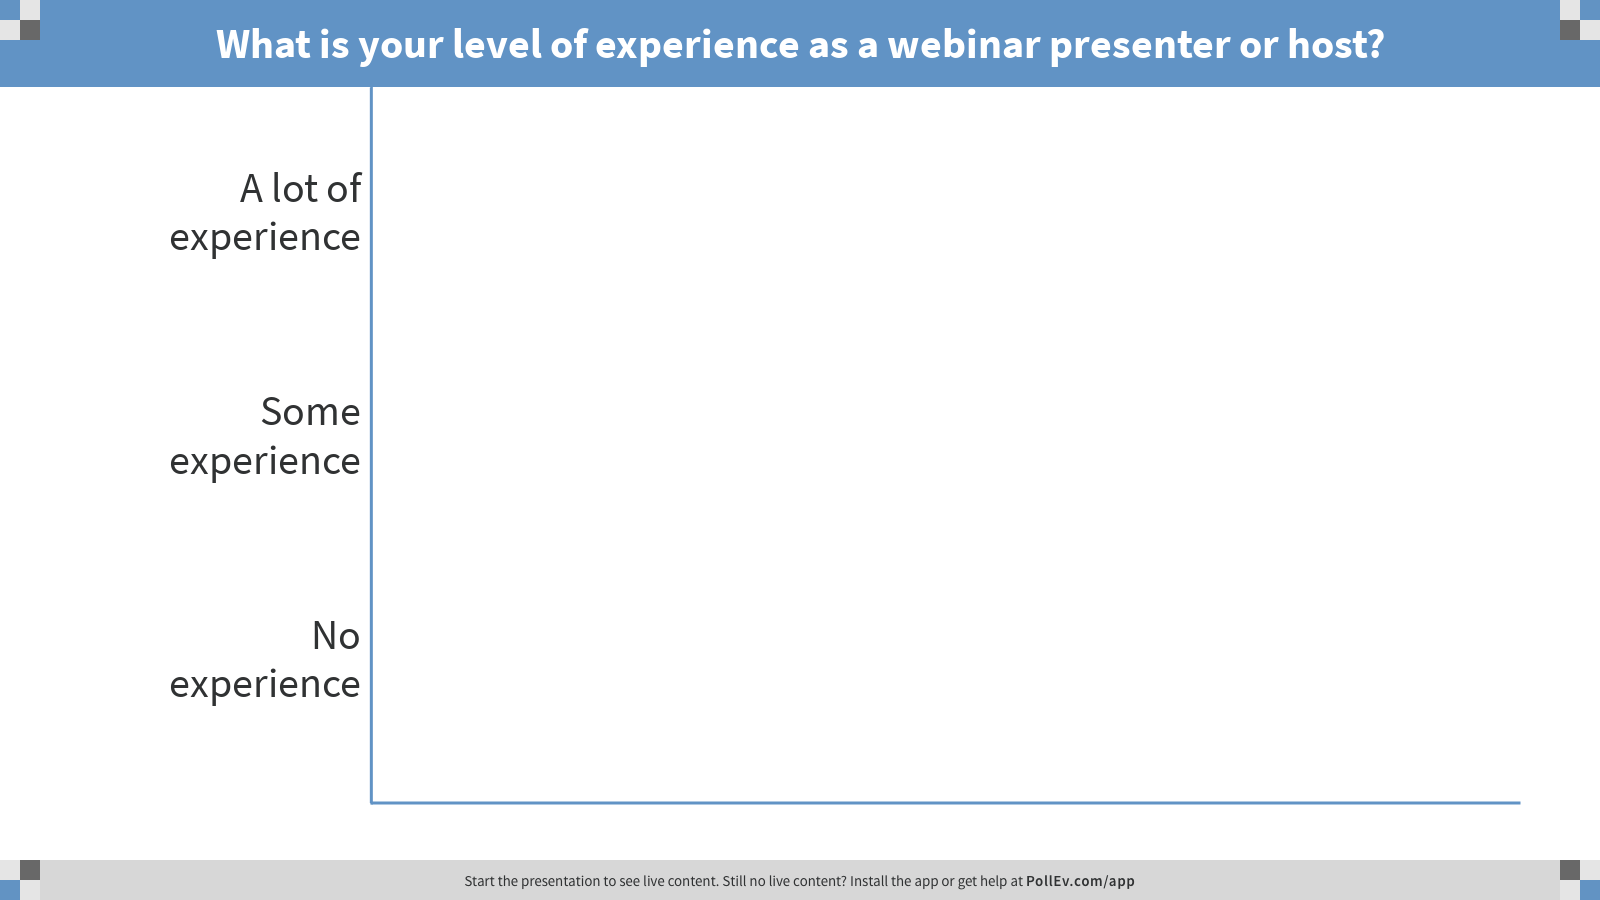 What is your level of experience as a webinar presenter or host?
A lot of
experience
Some
experience
No
experience
Start the presentation to see live content. Still no live content? Install the app or get help at PollEv.com/app